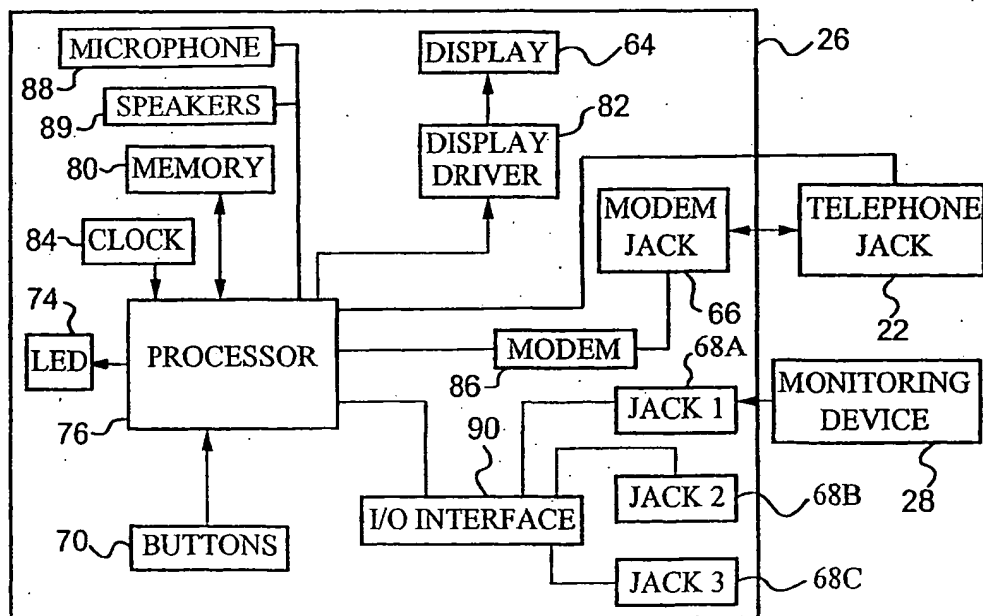 MICROPHONE
88
SPEAKERS
89
80
MEMORY
84
CLOCK
74
LED
PROCESSOR
76
70
BUTTONS
DISPLAY
64
DISPLAY
DRIVER
82
26
MODEM
JACK
66
TELEPHONE
JACK
22
MODEM
86
68A
JACK 1
MONITORING
DEVICE
28
90
I/O INTERFACE
JACK 2
68B
JACK 3
68C